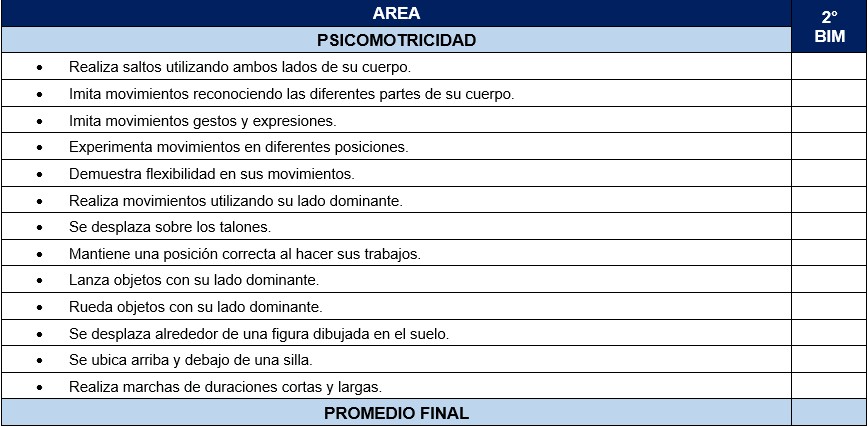 AREA
2°
BIM
PSICOMOTRICIDAD
• Realiza saltos utilizando ambos lados de su cuerpo.
• Imita movimientos reconociendo las diferentes partes de su cuerpo.
• Imita movimientos gestos y expresiones.
• Experimenta movimientos en diferentes posiciones.
• Demuestra flexibilidad en sus movimientos.
• Realiza movimientos utilizando su lado dominante.
• Se desplaza sobre los talones.
• Mantiene una posición correcta al hacer sus trabajos.
• Lanza objetos con su lado dominante.
• Rueda objetos con su lado dominante.
• Se desplaza alrededor de una figura dibujada en el suelo.
• Se ubica arriba y debajo de una silla.
• Realiza marchas de duraciones cortas y largas.
PROMEDIO FINAL